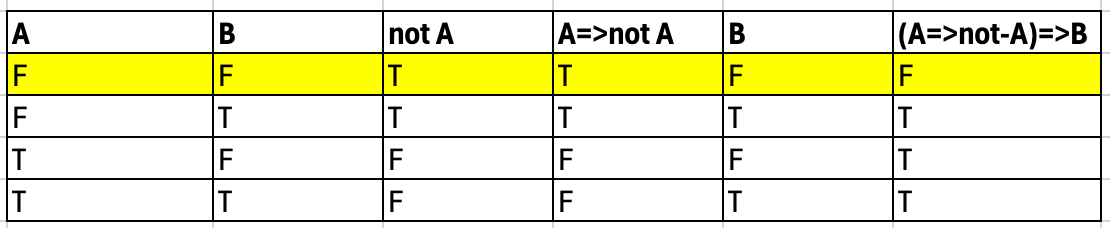 A B not A A=>not A B (A=>not-A)=>B
F F T T F F
F T T T T T
T F F F F T
T T F F T T